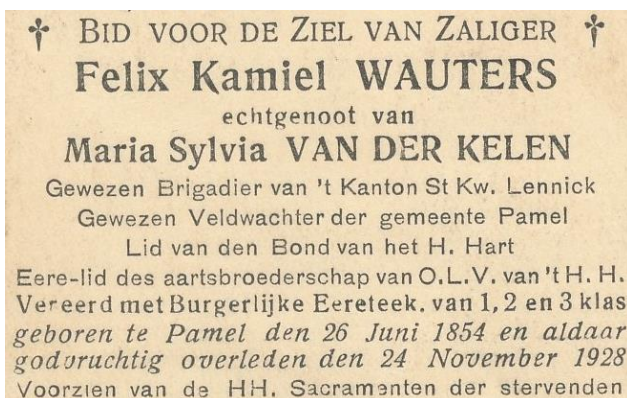 † BID VOOR DE ZIEL VAN ZALIGER †
Felix Kamiel WAUTERS
echtgenoot van
Maria Sylvia VAN DER KELEN
Gewezen Brigadier van 't Kanton St Kw. Lennick
Gewezen Veldwachter der gemeente Pamel
Lid van den Bond van het H. Hart
Eere-lid des aartsbroederschap van O.L.V. van 't H. H.
Vereerd met Burgerlijke Eereteek. van 1, 2 en 3 klas
geboren te Pamel den 26 Juni 1854 en aldaar
godvruchtig overleden den 24 November 1928
Voorzien van de HH. Sacramenten der stervenden